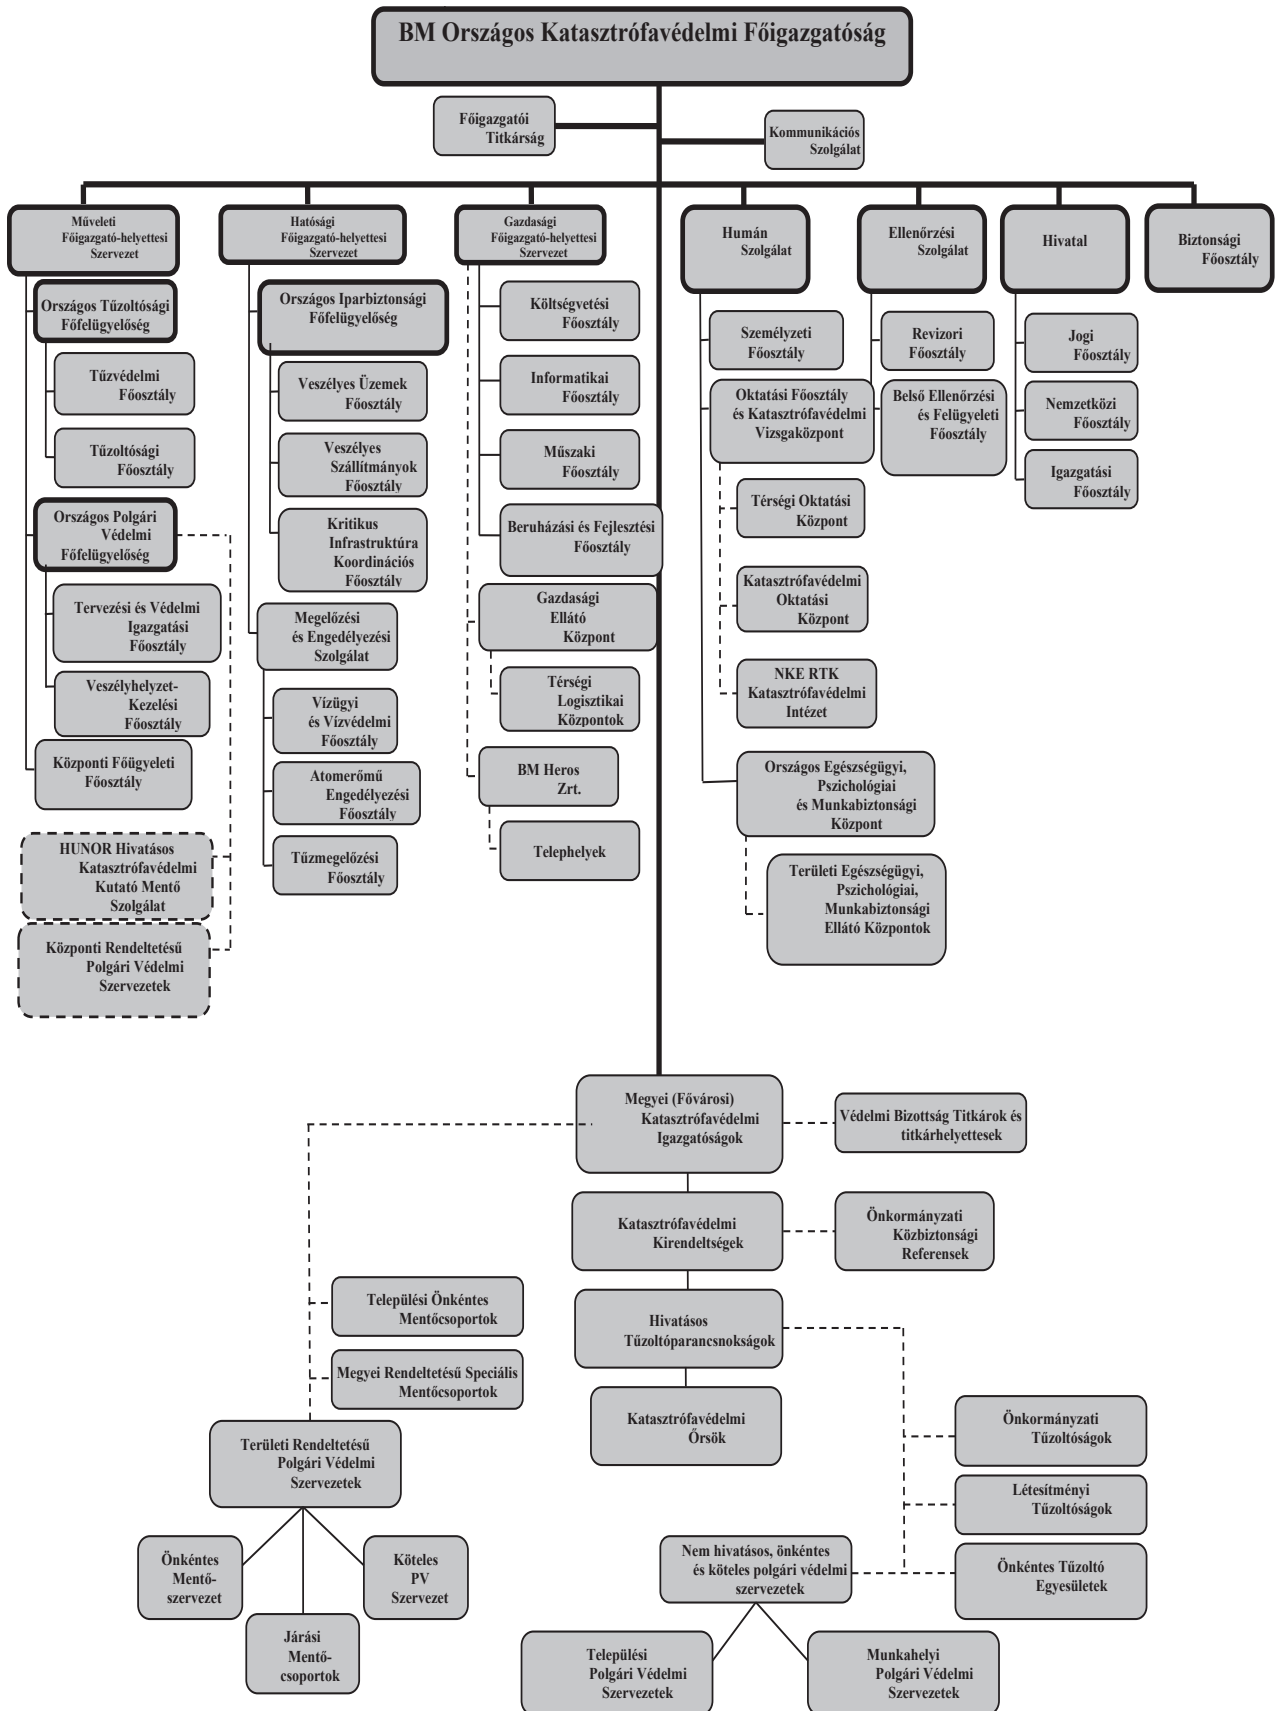 BM Országos Katasztrófavédelmi Főigazgatóság
Főigazgatói
Titkárság
Kommunikációs
Szolgálat
Műveleti
Főigazgató-helyettesi
Szervezet
Országos Tűzoltósági
Főfelügyelőség
Tűzvédelmi
Főosztály
Tűzoltósági
Főosztály
Országos Polgári
Védelmi
Főfelügyelőség
Tervezési és Védelmi
Igazgatási
Főosztály
Veszélyhelyzet-
Kezelési
Főosztály
Központi Főügyeleti
Főosztály
HUNOR Hivatásos
Katasztrófavédelmi
Kutató Mentő
Szolgálat
Központi Rendeltetésű
Polgári Védelmi
Szervezetek
Hatósági
Főigazgató-helyettesi
Szervezet
Országos Iparbiztonsági
Főfelügyelőség
Veszélyes Üzemek
Főosztály
Veszélyes
Szállítmányok
Főosztály
Kritikus
Infrastruktúra
Koordinációs
Főosztály
Megelőzési
és Engedélyezési
Szolgálat
Vízügyi
és Vízvédelmi
Főosztály
Atomerőmű
Engedélyezési
Főosztály
Tűzmegelőzési
Főosztály
Gazdasági
Főigazgató-helyettesi
Szervezet
Költségvetési
Főosztály
Informatikai
Főosztály
Műszaki
Főosztály
Beruházási és Fejlesztési
Főosztály
Gazdasági
Ellátó
Központ
Térségi
Logisztikai
Központok
BM Heros
Zrt.
Telephelyek
Humán
Szolgálat
Személyzeti
Főosztály
Oktatási Főosztály
és Katasztrófavédelmi
Vizsgaközpont
Térségi Oktatási
Központ
Katasztrófavédelmi
Oktatási
Központ
NKE RTK
Katasztrófavédelmi
Intézet
Országos Egészségügyi,
Pszichológiai
és Munkabiztonsági
Központ
Területi Egészségügyi,
Pszichológiai,
Munkabiztonsági
Ellátó Központok
Ellenőrzési
Szolgálat
Revizori
Főosztály
Belső Ellenőrzési
és Felügyeleti
Főosztály
Hivatal
Jogi
Főosztály
Nemzetközi
Főosztály
Igazgatási
Főosztály
Biztonsági
Főosztály
Megyei (Fővárosi)
Katasztrófavédelmi
Igazgatóságok
Védelmi Bizottság Titkárok és
titkárhelyettesek
Katasztrófavédelmi
Kirendeltségek
Önkormányzati
Közbiztonsági
Referensek
Települési Önkéntes
Mentőcsoportok
Hivatásos
Tűzoltóparancsnokságok
Megyei Rendeltetésű Speciális
Mentőcsoportok
Katasztrófavédelmi
Őrsök
Területi Rendeltetésű
Polgári Védelmi
Szervezetek
Önkormányzati
Tűzoltóságok
Létesítményi
Tűzoltóságok
Önkéntes Tűzoltó
Egyesületek
Önkéntes
Mentő-
szervezet
Járási
Mentő-
csoportok
Köteles
PV
Szervezet
Nem hivatásos, önkéntes
és köteles polgári védelmi
szervezetek
Települési
Polgári Védelmi
Szervezetek
Munkahelyi
Polgári Védelmi
Szervezetek